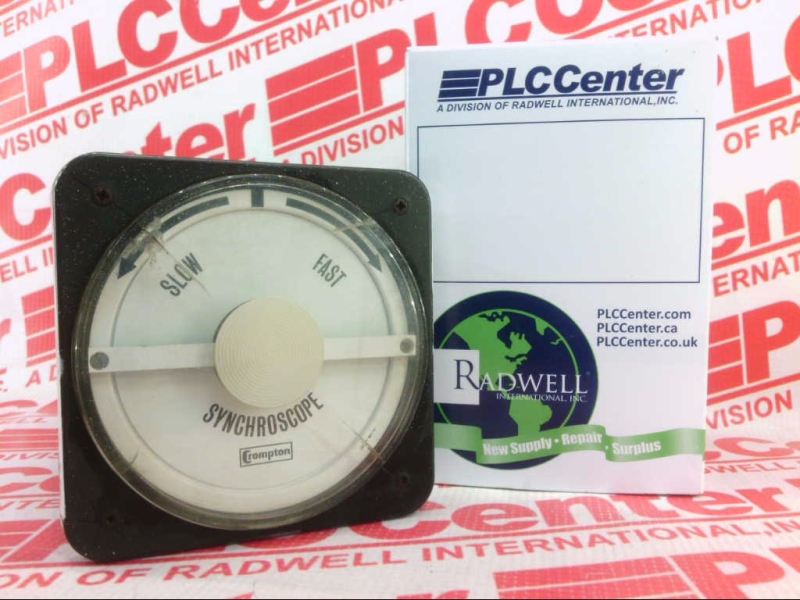 PLCCenter
A DIVISION OF RADWELL INTERNATIONAL, INC.
PLCCenter.com
PLCCenter.ca
PLCCenter.co.uk
RADWELL
INTERNATIONAL, INC.
New Supply • Repair • Surplus
SLOW
FAST
SYNCHROSCOPE
Crompton
PLCCenter
DIVISION OF RADWELL INTERNATIONAL